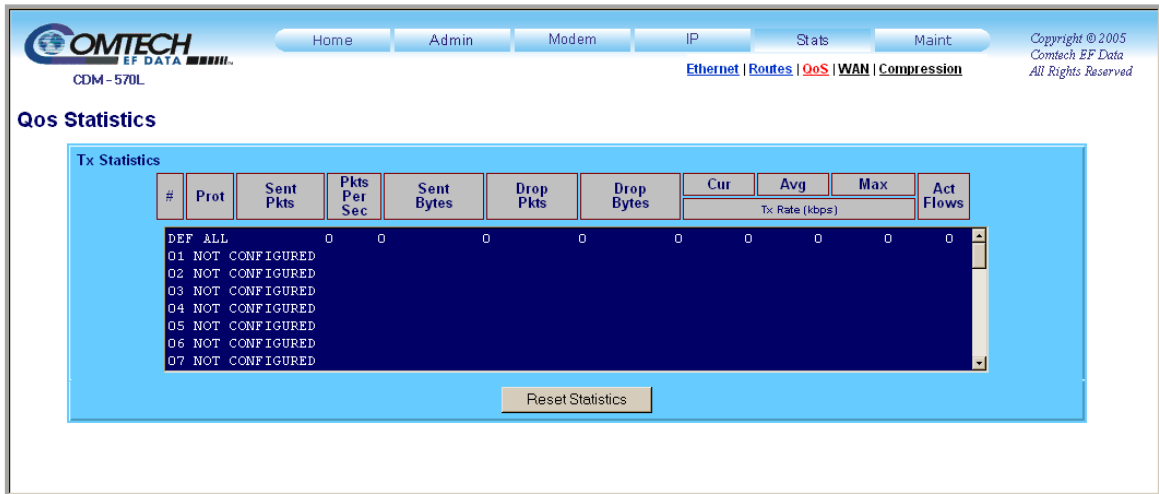 COMTECH
EF DATA
CDM - 570L
Home Admin Modem IP Stats Maint
Ethernet | Routes | QoS | WAN | Compression
Copyright © 2005
Comtech EF Data
All Rights Reserved
Qos Statistics
Tx Statistics
# Prot Sent Pkts Pkts Per Sec Sent Bytes Drop Pkts Drop Bytes Cur Avg Max Act Flows
Tx Rate (kbps)
DEF ALL 0 0 0 0 0 0 0 0 0
01 NOT CONFIGURED
02 NOT CONFIGURED
03 NOT CONFIGURED
04 NOT CONFIGURED
05 NOT CONFIGURED
06 NOT CONFIGURED
07 NOT CONFIGURED
Reset Statistics